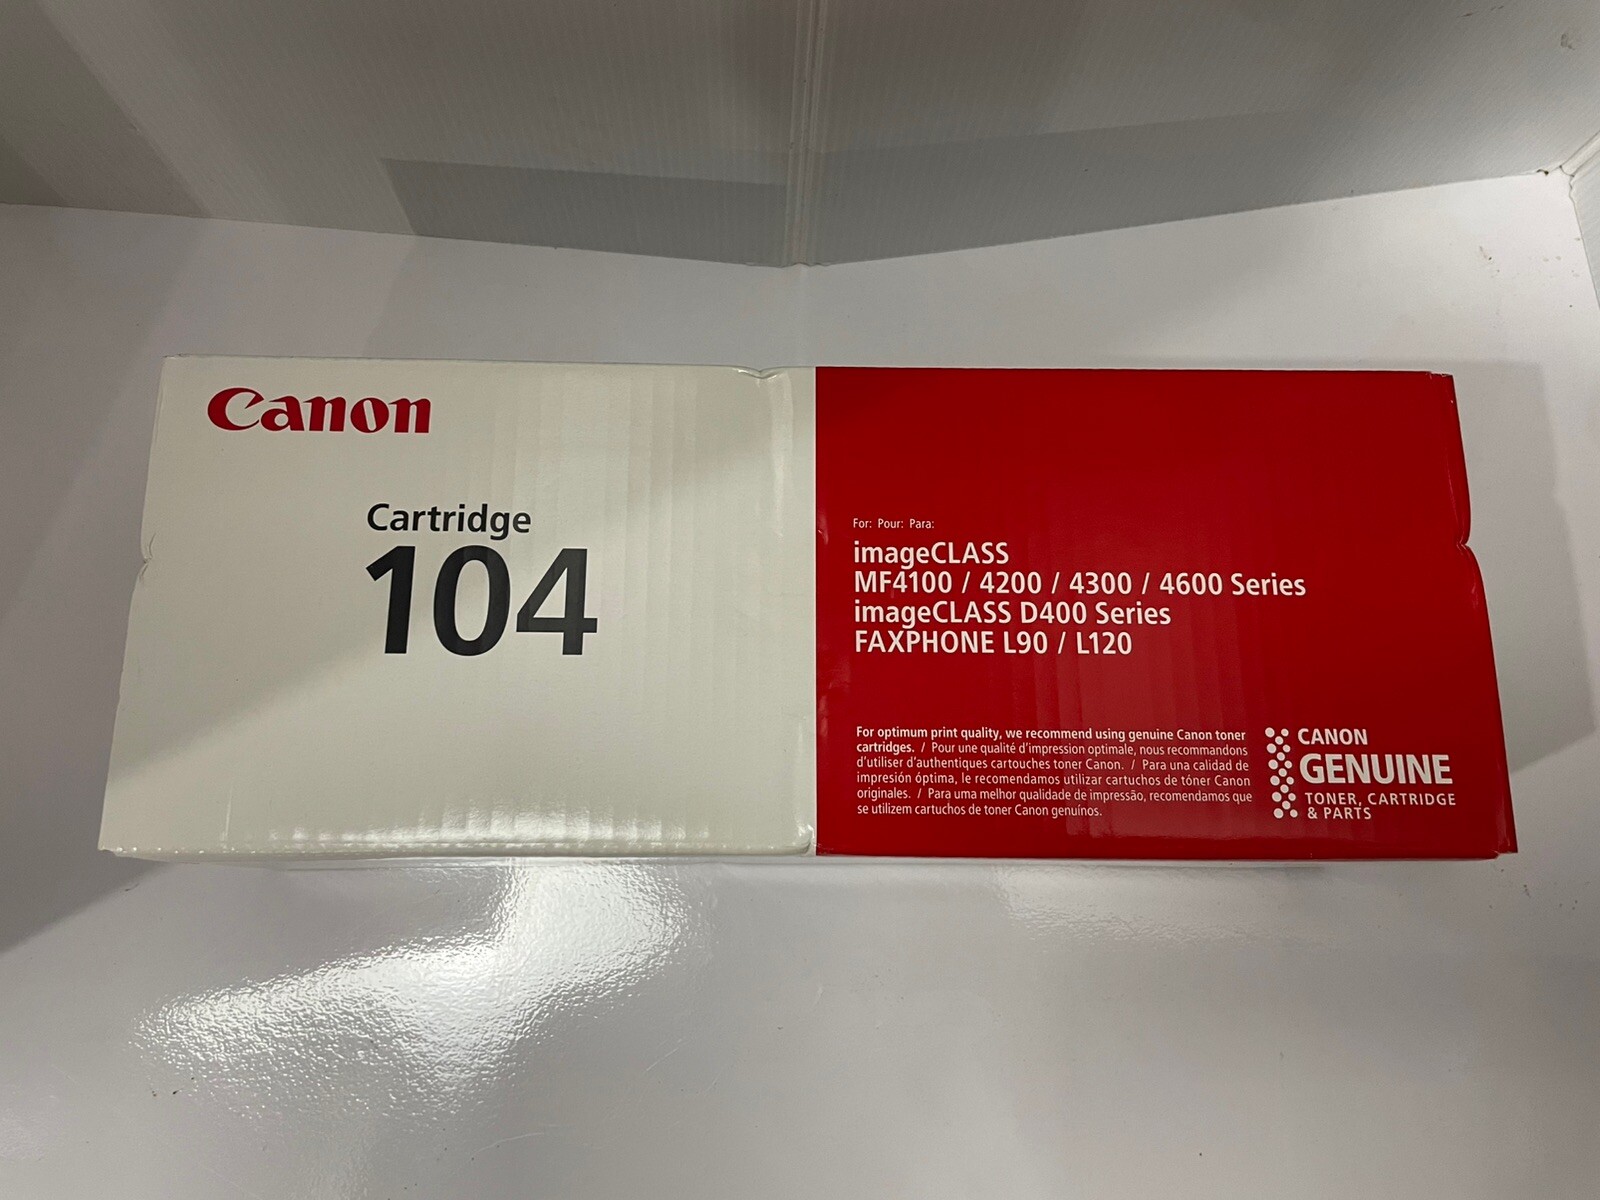 Canon
Cartridge
104
For: Pour: Para:
imageCLASS
MF4100 / 4200 / 4300 / 4600 Series
imageCLASS D400 Series
FAXPHONE L90 / L120
For optimum print quality, we recommend using genuine Canon toner
cartridges. / Pour une qualité d'impression optimale, nous recommandons
d'utiliser d'authentiques cartouches toner Canon. / Para una calidad de
impresión óptima, le recomendamos utilizar cartuchos de tóner Canon
originales. / Para uma melhor qualidade de impressão, recomendamos que
se utilizem cartuchos de toner Canon genuínos.
CANON
GENUINE
TONER, CARTRIDGE
& PARTS